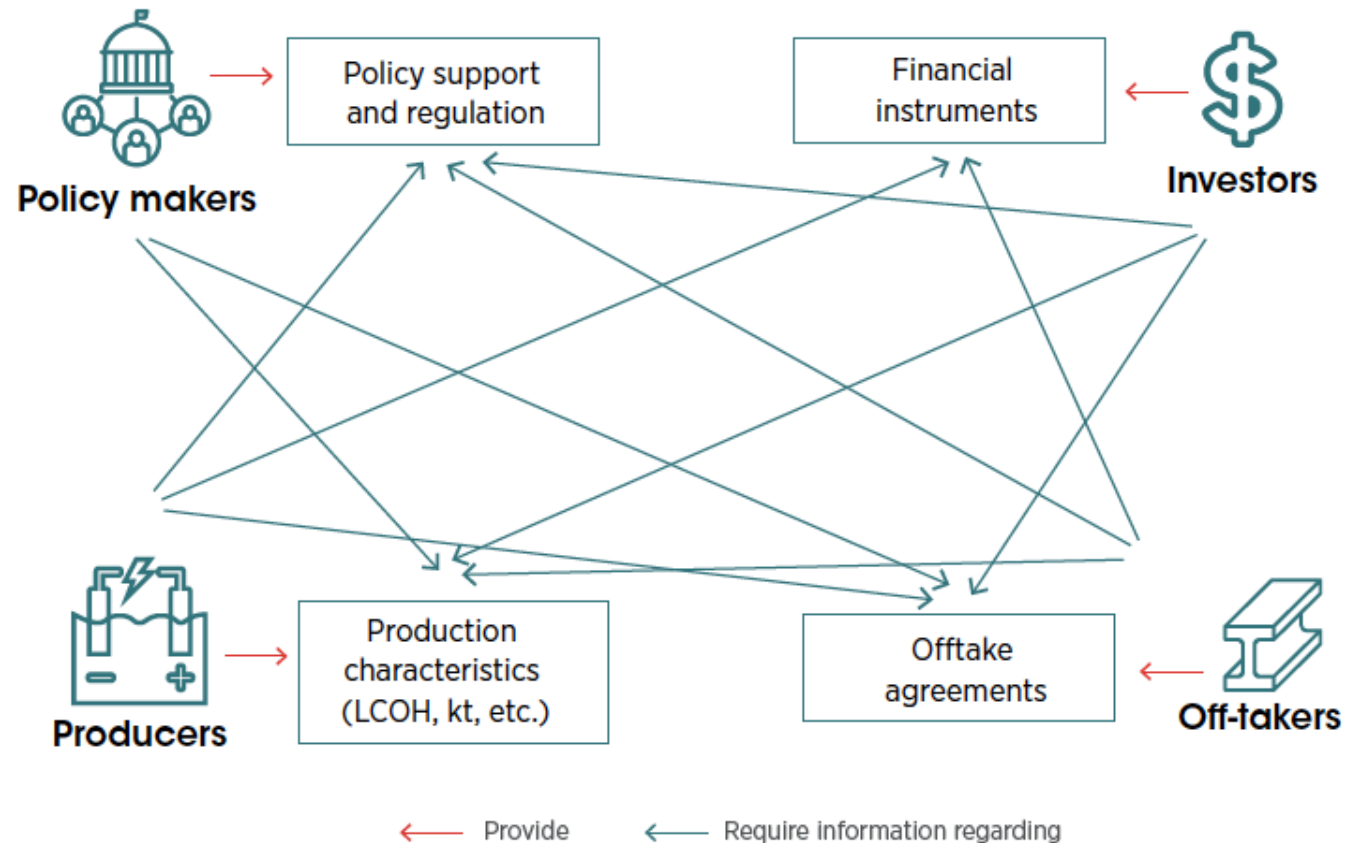 Policy support
and regulation
Financial
instruments
Policy makers
Investors
Production
characteristics
(LCOH, kt, etc.)
Offtake
agreements
Producers
Off-takers
Provide
Require information regarding